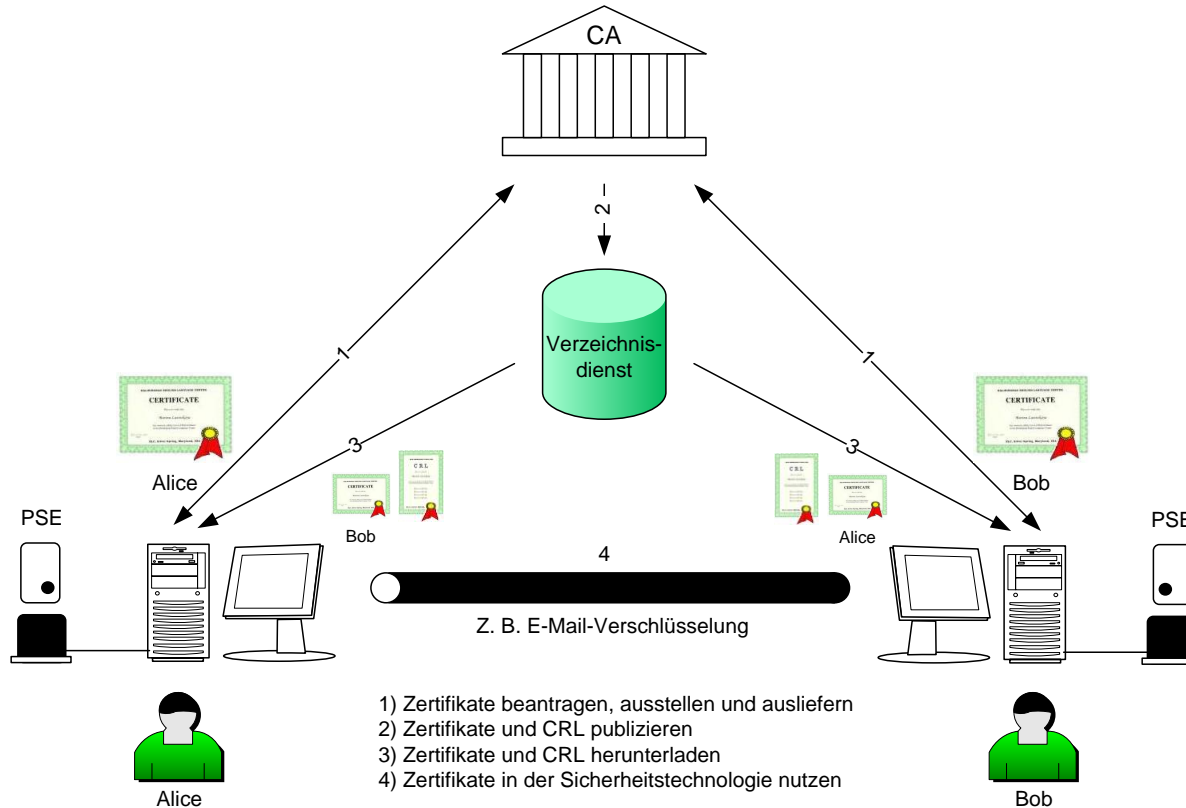 CA
2
Verzeichnis-
dienst
1
1
3
3
CERTIFICATE
Alice
CERTIFICATE
Bob
C R L
CERTIFICATE
Bob
C R L
CERTIFICATE
Alice
PSE
PSE
4
Z. B. E-Mail-Verschlüsselung
1) Zertifikate beantragen, ausstellen und ausliefern
2) Zertifikate und CRL publizieren
3) Zertifikate und CRL herunterladen
4) Zertifikate in der Sicherheitstechnologie nutzen
Alice
Bob